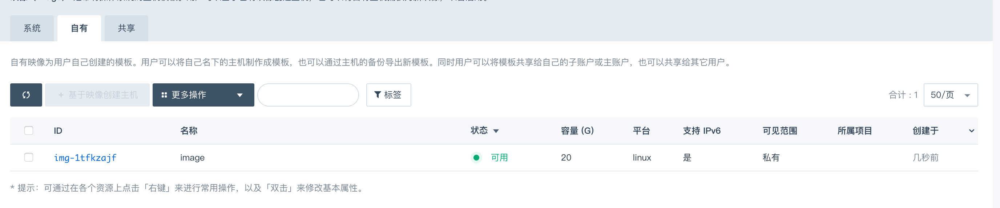 系统
自有
共享
自有映像为用户自己创建的模板。用户可以将自己名下的主机制作成模板，也可以通过主机的备份导出新模板。同时用户可以将模板共享给自己的子账户或主账户，也可以共享给其它用户。
+ 基于映像创建主机 更多操作 标签 合计 : 1 50/页
ID 名称 状态 容量 (G) 平台 支持 IPv6 可见范围 所属项目 创建于
img-1tfkzajf image 可用 20 linux 是 私有 几秒前
* 提示：可通过在各个资源上点击「右键」来进行常用操作，以及「双击」来修改基本属性。